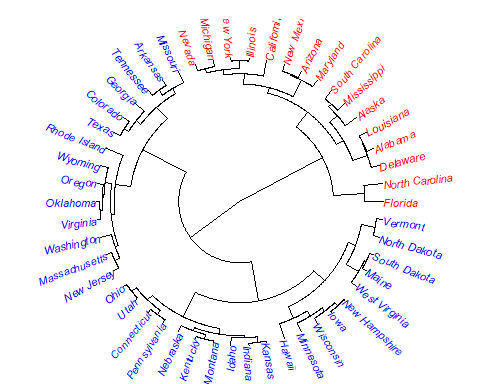 Nevada
Michigan
ew York
Illinois
Californi
New Mexi
Arizona
Maryland
South Carolina
Mississippi
Alaska
Louisiana
Alabama
Delaware
North Carolina
Florida
Vermont
North Dakota
South Dakota
Maine
West Virginia
New Hampshire
Iowa
Wisconsin
Minnesota
Hawaii
Kansas
Indiana
Idaho
Montana
Kentucky
Nebraska
Pennsylvania
Connecticut
Utah
Ohio
New Jersey
Massachusetts
Washington
Virginia
Oklahoma
Oregon
Wyoming
Rhode Island
Texas
Colorado
Georgia
Tennessee
Arkansas
Missouri